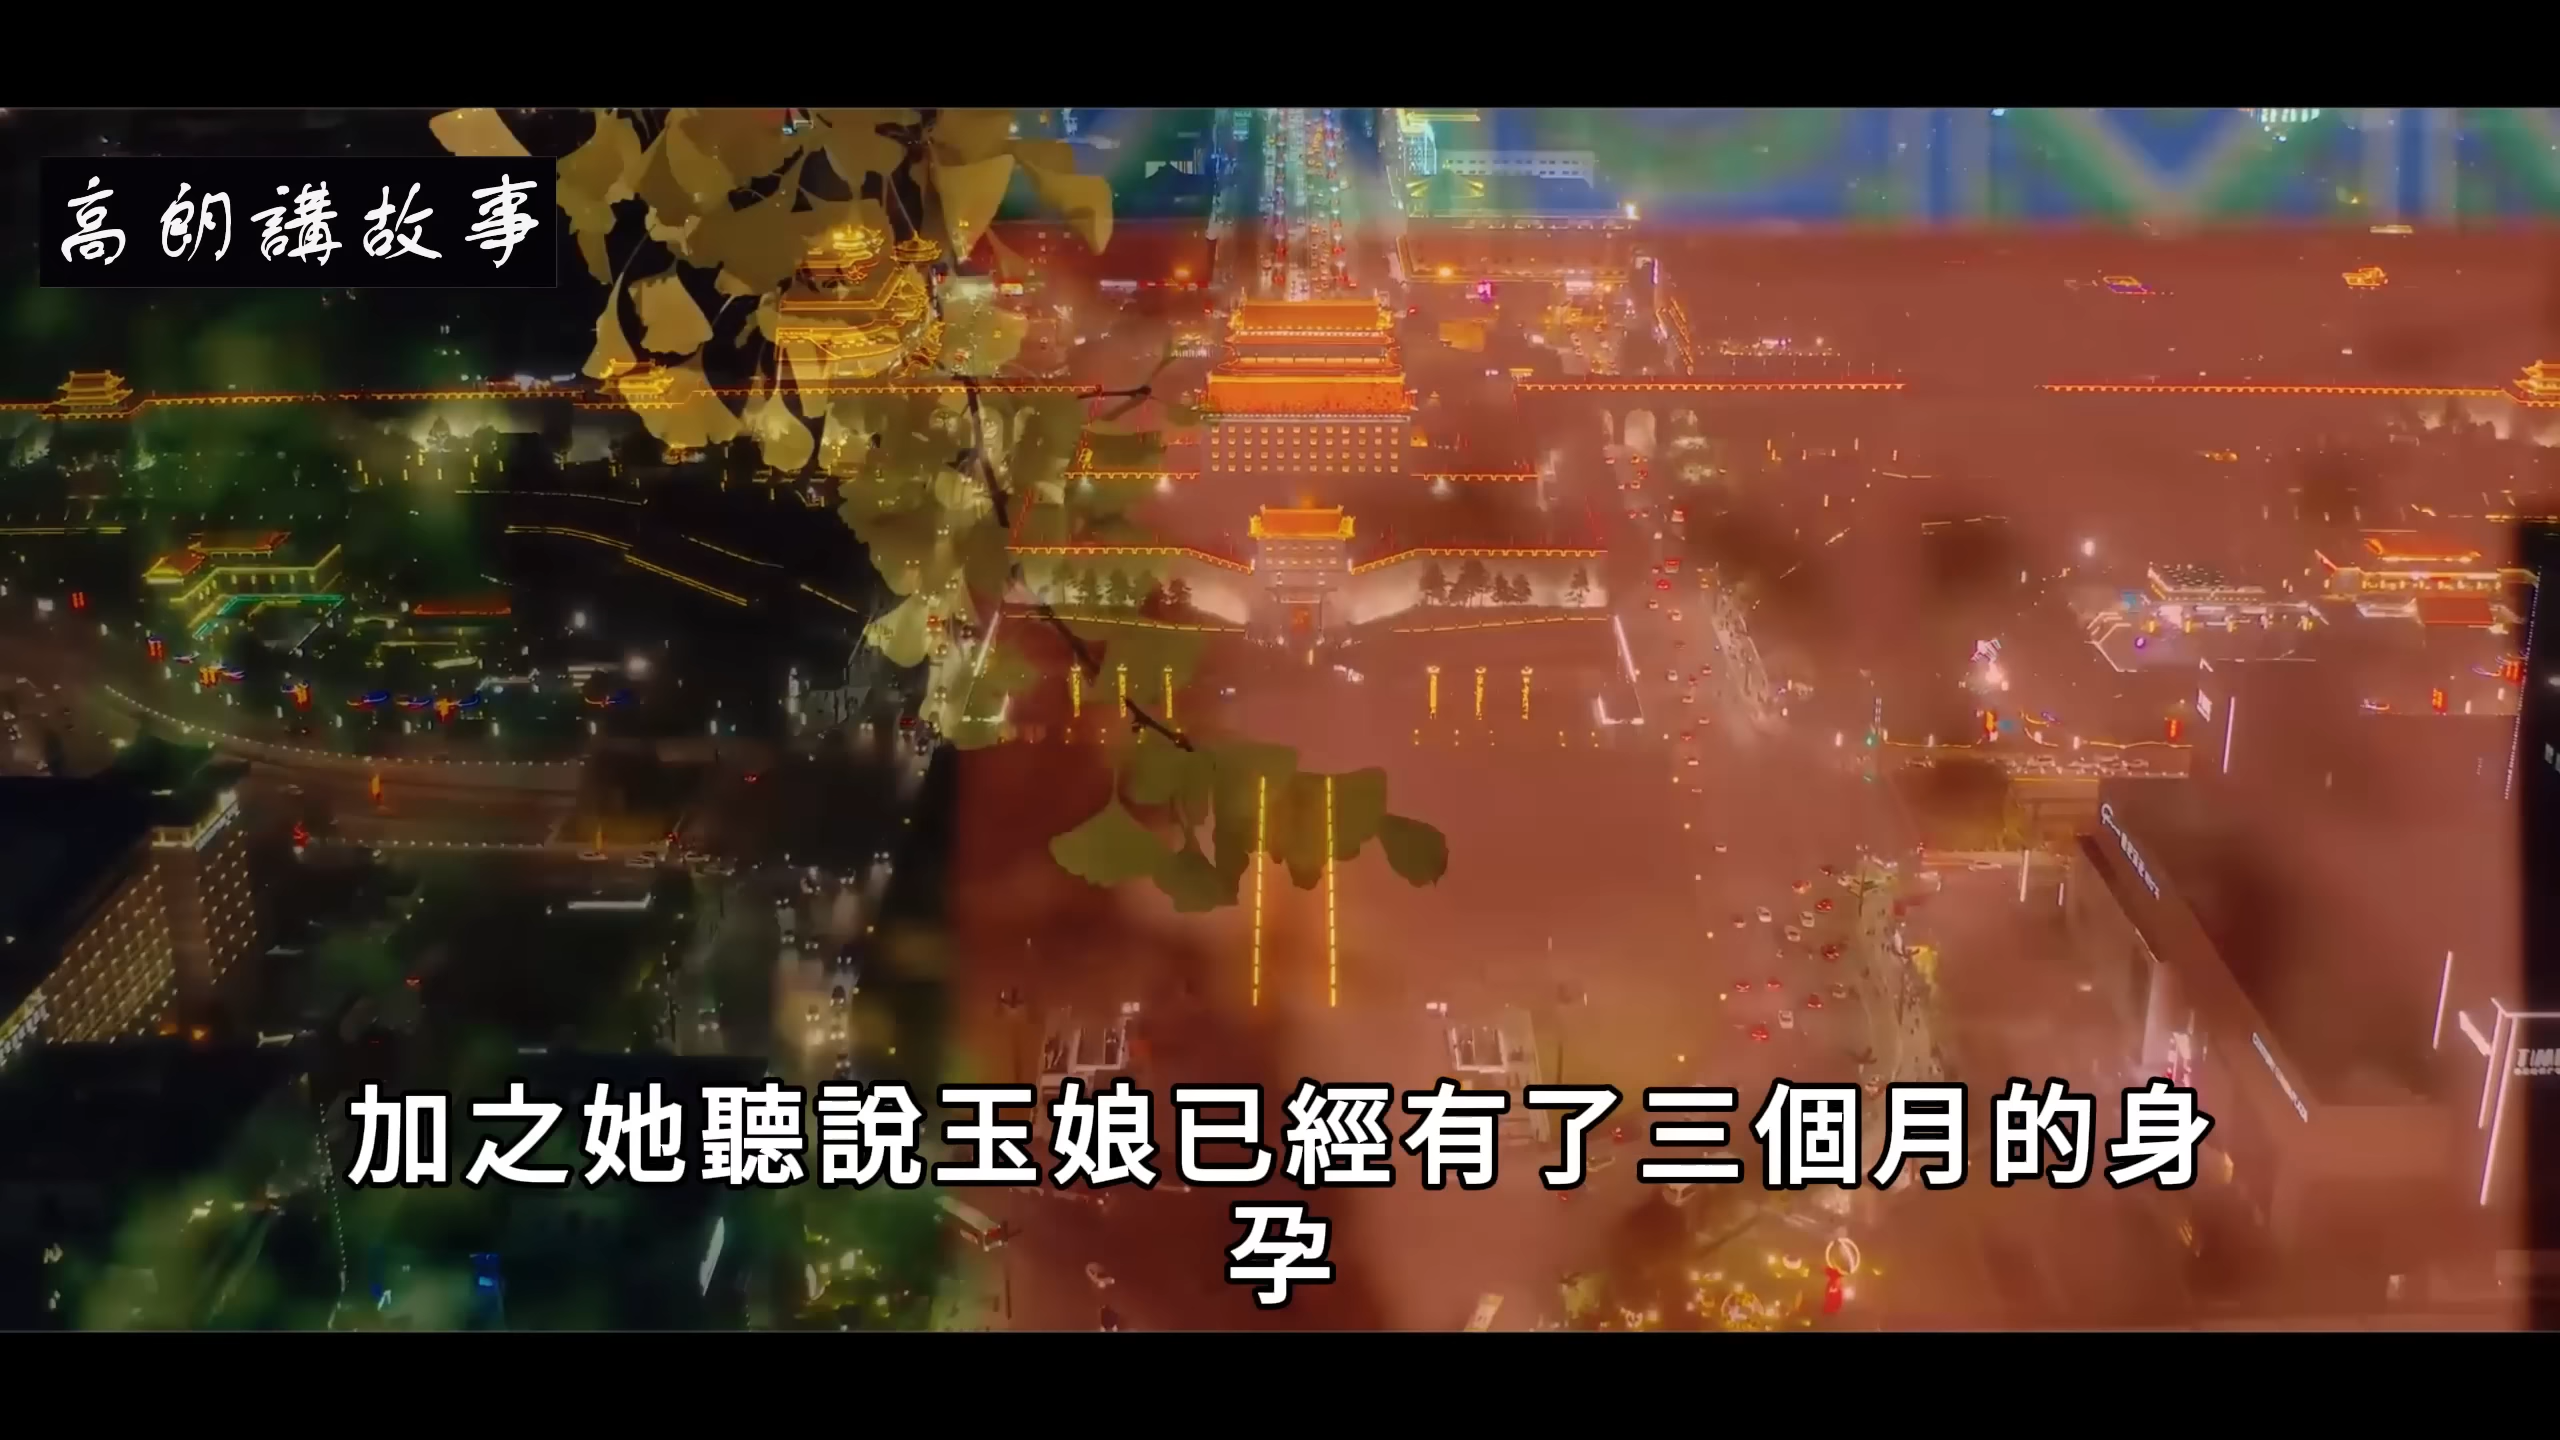 高朗講故事
加之她聽說玉娘已經有了三個月的身
孕